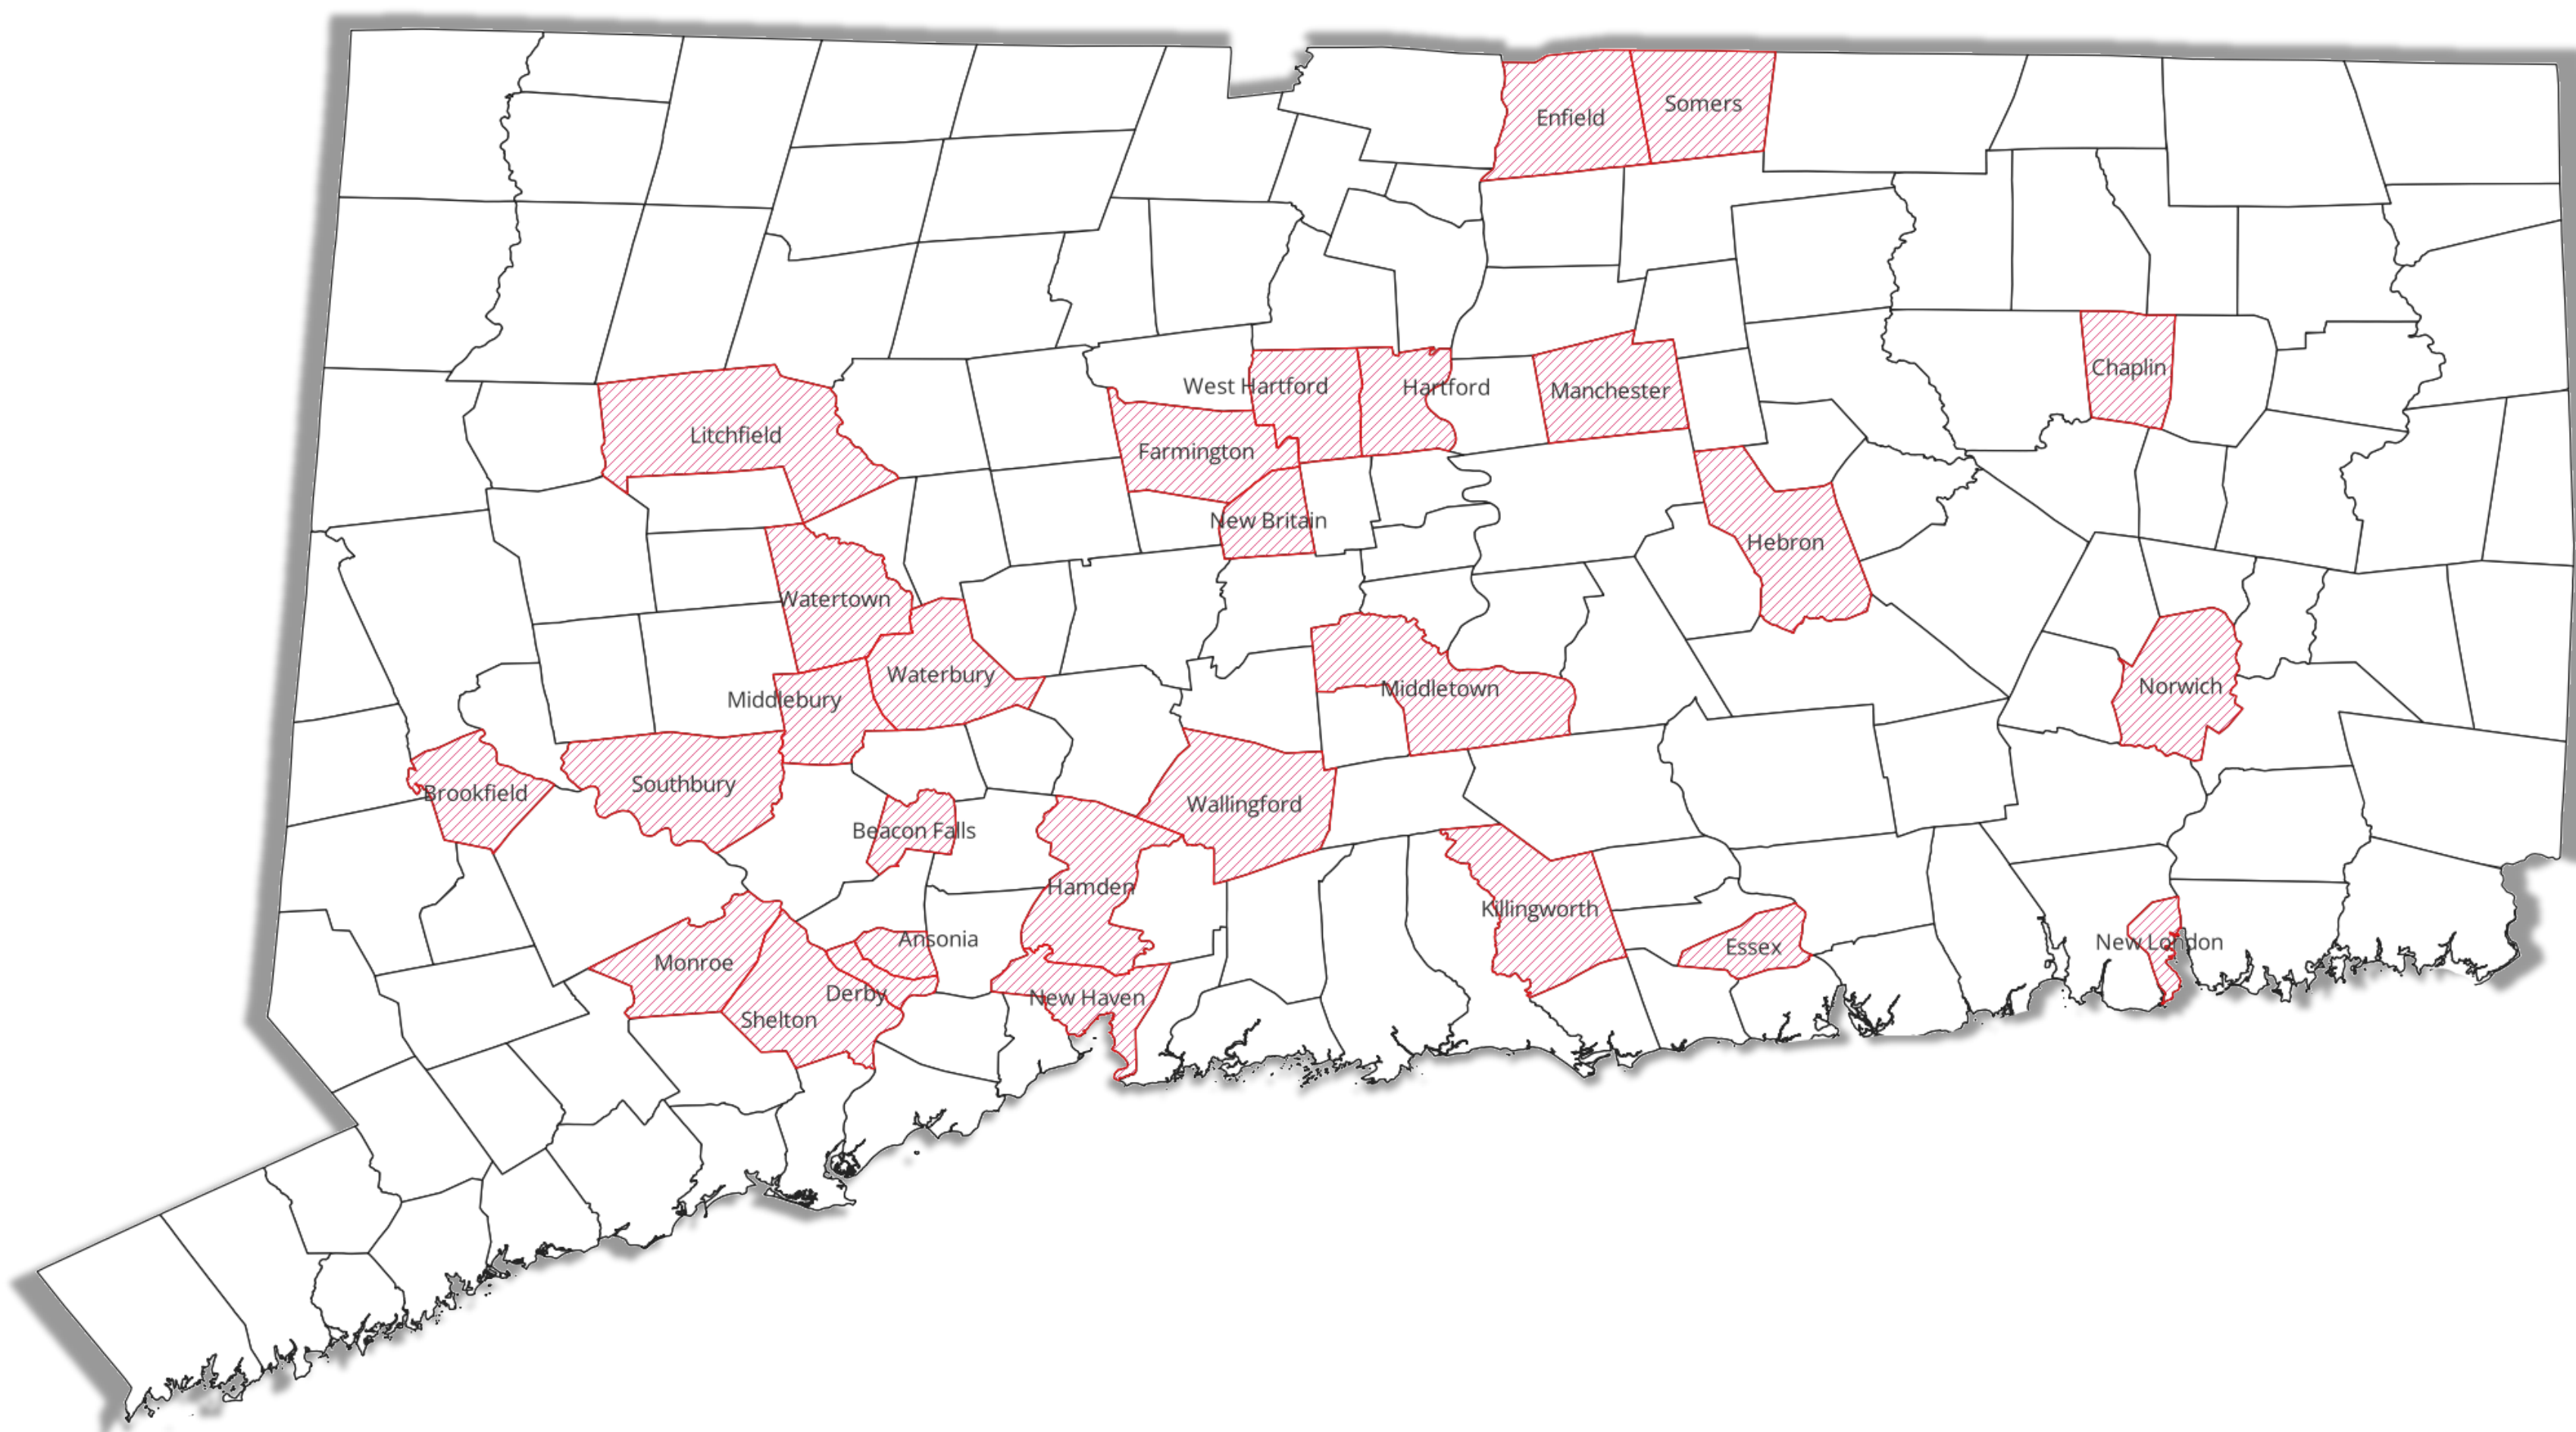 Somers
Enfield
Chaplin
West Hartford
Hartford
Manchester
Litchfield
Farmington
New Britain
Hebron
Watertown
Waterbury
Norwich
Middletown
Middlebury
Southbury
Brookfield
Wallingford
Beacon Falls
Hamden
Killingworth
Ansonia
New London
Essex
Monroe
Derby
New Haven
Shelton